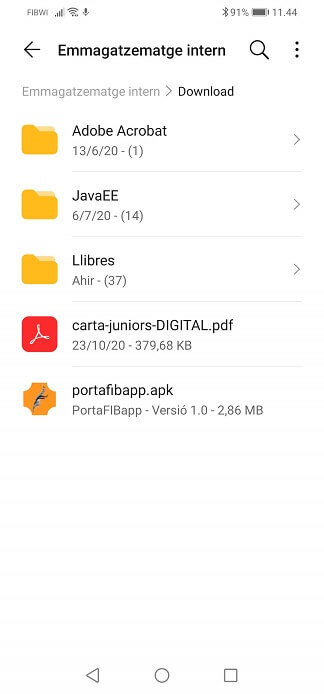 FIBWI 91% 11.44
Emmagatzematge intern
Emmagatzematge intern > Download
Adobe Acrobat
13/6/20 - (1)
JavaEE
6/7/20 - (14)
Llibres
Ahir - (37)
carta-juniors-DIGITAL.pdf
23/10/20 - 379,68 KB
portafibapp.apk
PortaFIBapp - Versió 1.0 - 2,86 MB